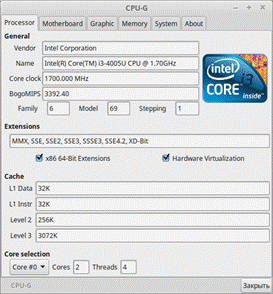 CPU-G
Processor Motherboard Graphic Memory System About
General
Vendor Intel Corporation
Name Intel(R) Core(TM) i3-4005U CPU @ 1.70GHz
Core clock 1700.000 MHz
BogoMIPS 3392.40
Family 6 Model 69 Stepping 1
intel
CORE i3
inside™
Extensions
MMX, SSE, SSE2, SSE3, SSSE3, SSE4.2, XD-Bit
x86 64-Bit Extensions Hardware Virtualization
Cache
L1 Data 32K
L1 Instr 32K
Level 2 256K
Level 3 3072K
Core selection
Core #0 Cores 2 Threads 4
CPU-G Закрыть